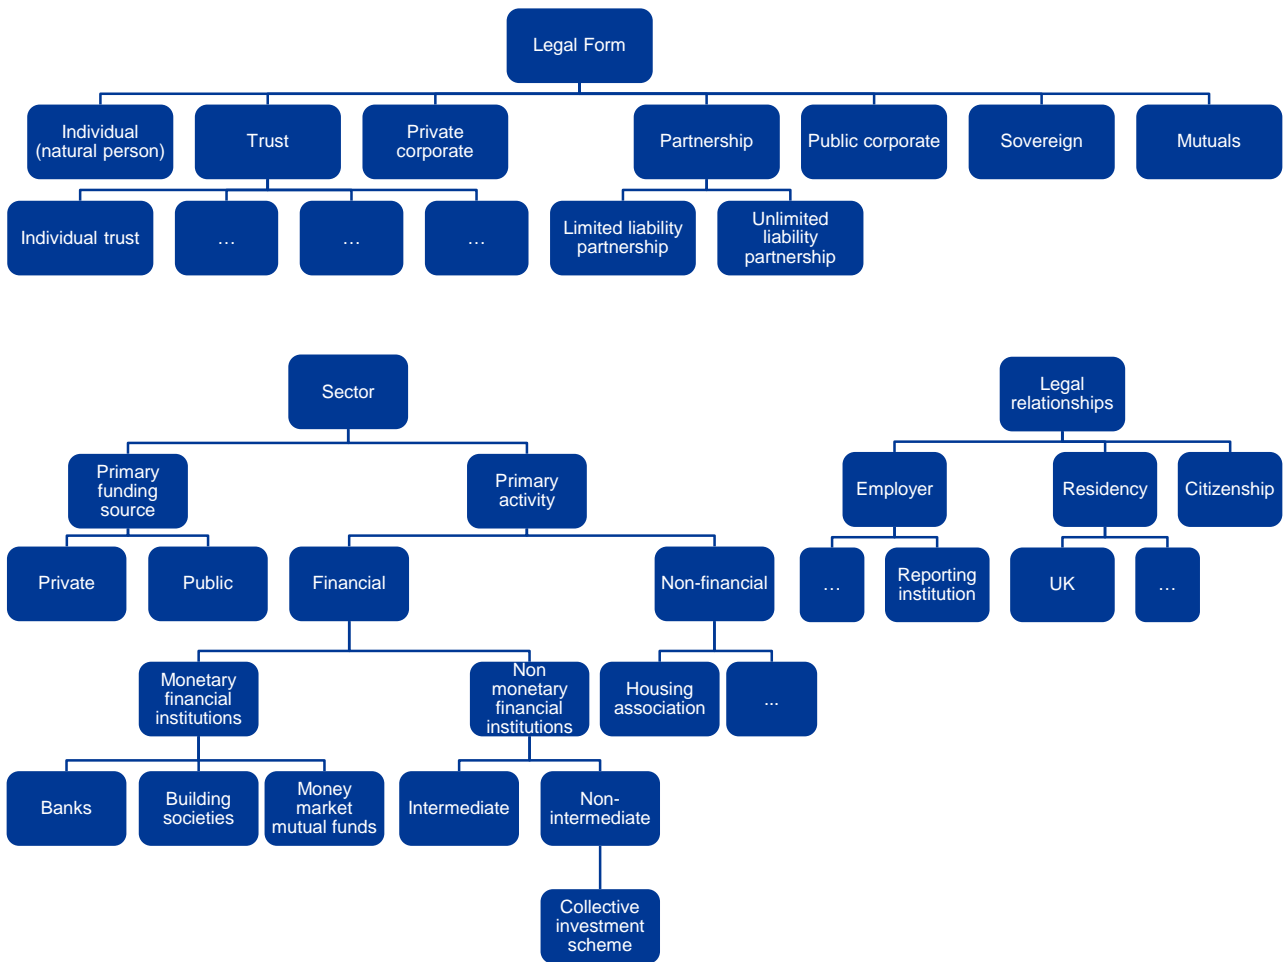 Legal Form
Individual
(natural person)
Trust
Private
corporate
Partnership
Public corporate
Sovereign
Mutuals
Individual trust
…
…
…
Limited liability
partnership
Unlimited
liability
partnership
Sector
Primary
funding
source
Primary
activity
Private
Public
Financial
Non-financial
Monetary
financial
institutions
Non
monetary
financial
institutions
Housing
association
...
Banks
Building
societies
Money
market
mutual funds
Intermediate
Non-
intermediate
Collective
investment
scheme
Legal
relationships
Employer
Residency
Citizenship
…
Reporting
institution
UK
…